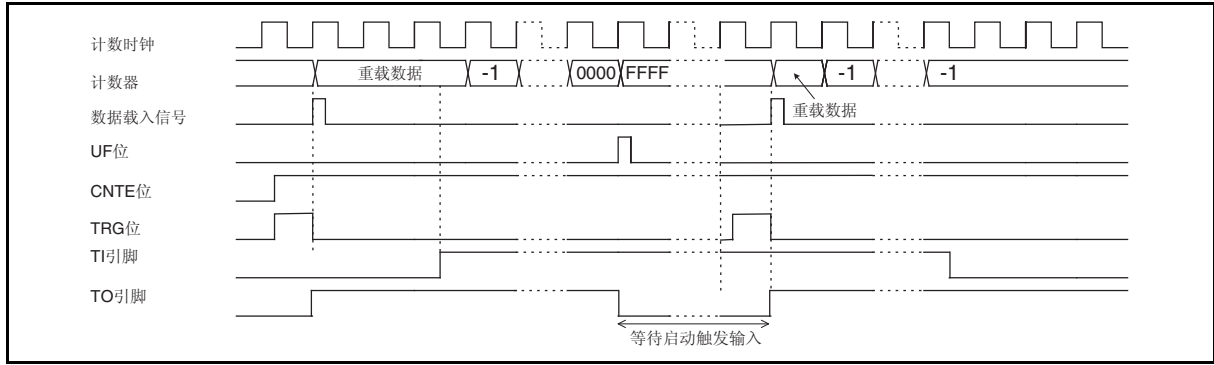 计数时钟
计数器
重载数据 -1 0000 FFFF -1 -1
重载数据
数据载入信号
UF位
CNTE位
TRG位
TI引脚
TO引脚
等待启动触发输入